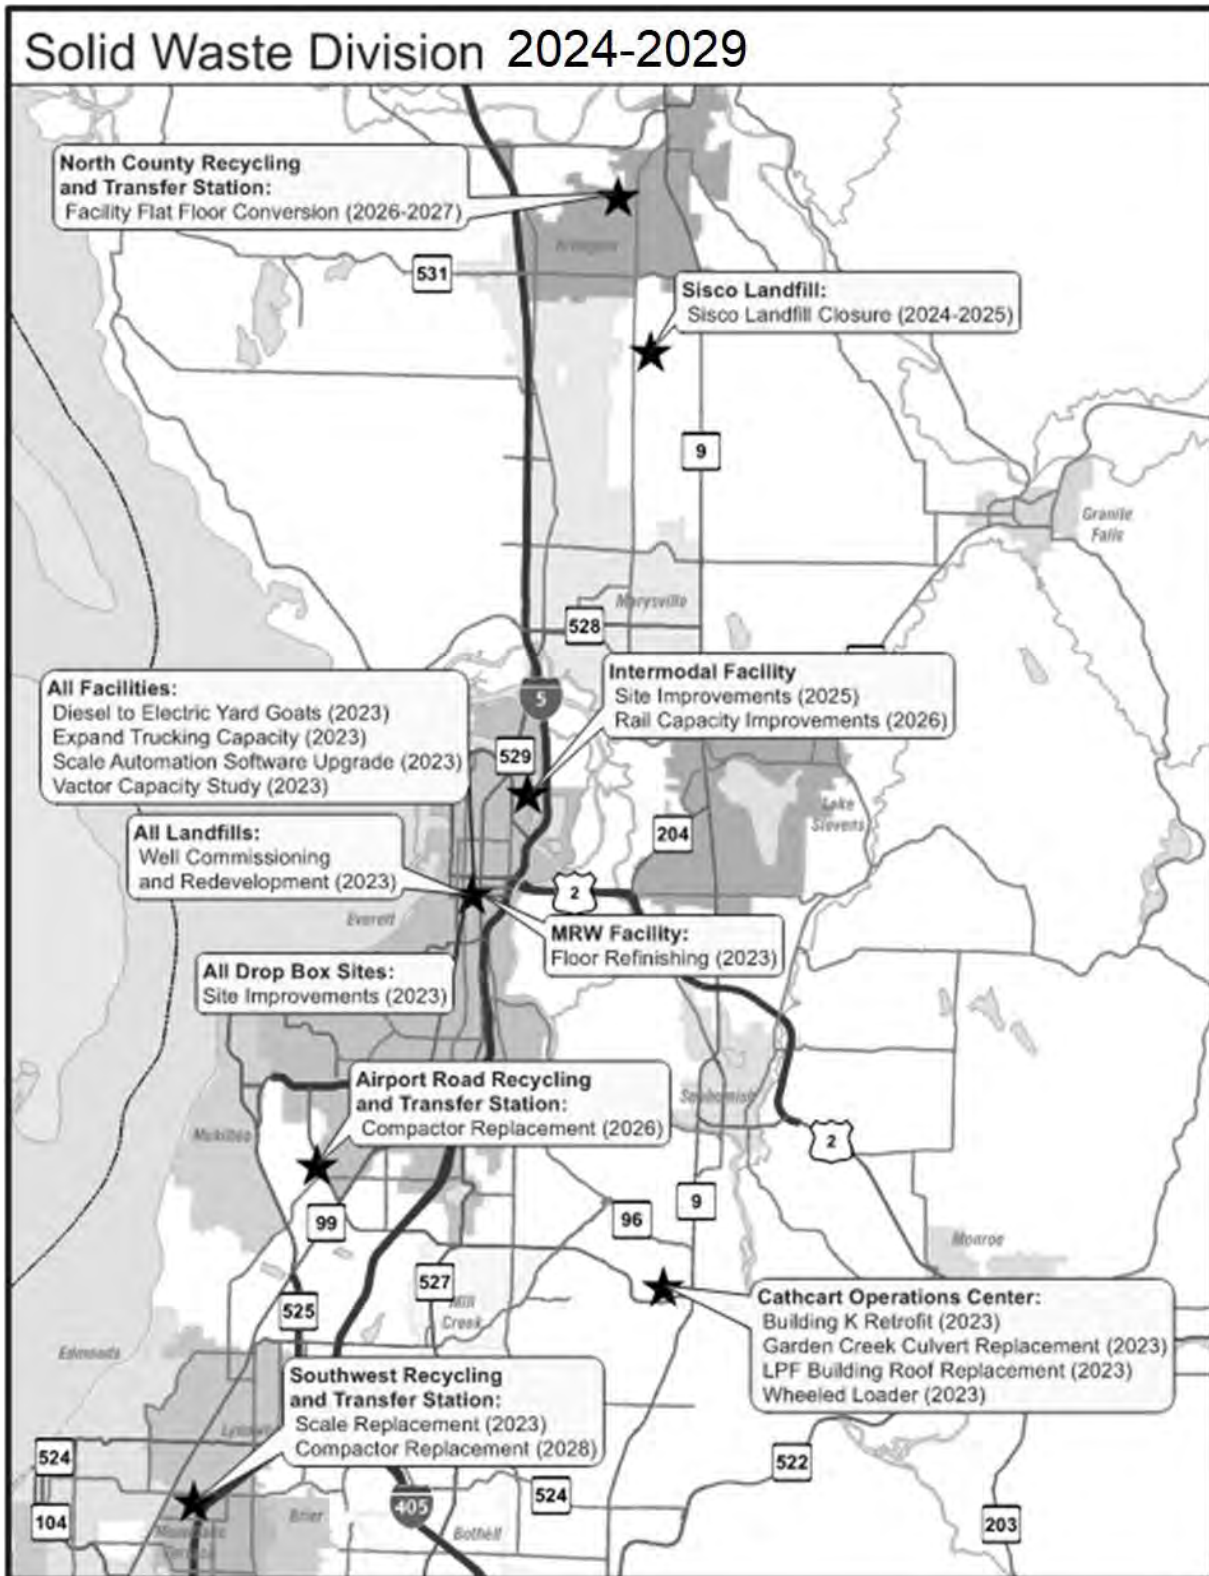 Solid Waste Division 2024-2029
North County Recycling
and Transfer Station:
Facility Flat Floor Conversion (2026-2027)
Arlington
531
Sisco Landfill:
Sisco Landfill Closure (2024-2025)
9
Granite
Falls
Marysville
528
All Facilities:
Diesel to Electric Yard Goats (2023)
Expand Trucking Capacity (2023)
Scale Automation Software Upgrade (2023)
Vactor Capacity Study (2023)
Intermodal Facility
Site Improvements (2025)
Rail Capacity Improvements (2026)
5
529
204
Lake
Stevens
All Landfills:
Well Commissioning
and Redevelopment (2023)
2
Everett
MRW Facility:
Floor Refinishing (2023)
All Drop Box Sites:
Site Improvements (2023)
Airport Road Recycling
and Transfer Station:
Compactor Replacement (2026)
Snohomish
Mukilteo
2
99
96
9
Monroe
527
Mill
Creek
525
Cathcart Operations Center:
Building K Retrofit (2023)
Garden Creek Culvert Replacement (2023)
LPF Building Roof Replacement (2023)
Wheeled Loader (2023)
Edmonds
Southwest Recycling
and Transfer Station:
Scale Replacement (2023)
Compactor Replacement (2028)
524
522
524
405
104
Brier
Bothell
203